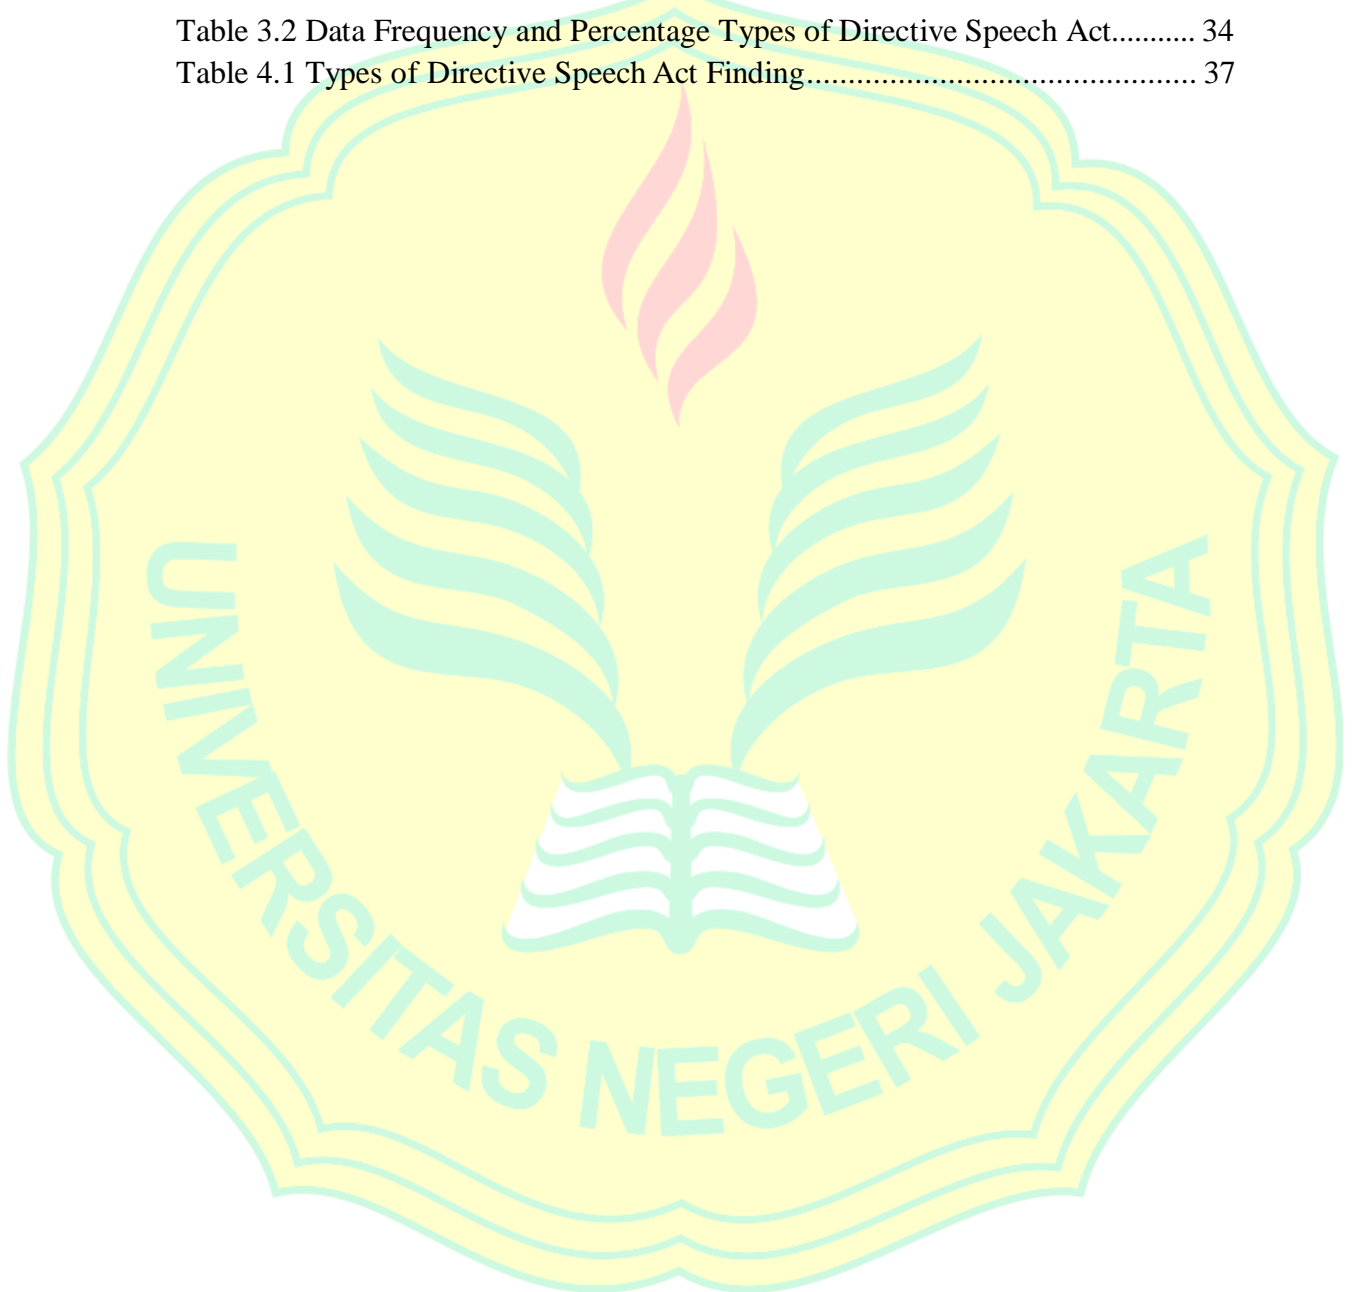 Table 3.2 Data Frequency and Percentage Types of Directive Speech Act........... 34
Table 4.1 Types of Directive Speech Act Finding............................................... 37
UNIVERSITAS NEGERI JAKARTA